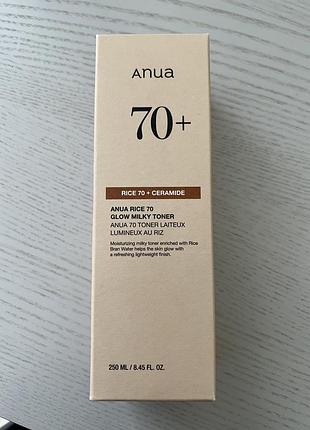 Anua
70+
RICE 70 + CERAMIDE
ANUA RICE 70
GLOW MILKY TONER
ANUA 70 TONER LAITEUX
LUMINEUX AU RIZ
Moisturizing milky toner enriched with Rice
Bran Water helps the skin glow with
a refreshing lightweight finish.
250 ML / 8.45 FL. OZ.